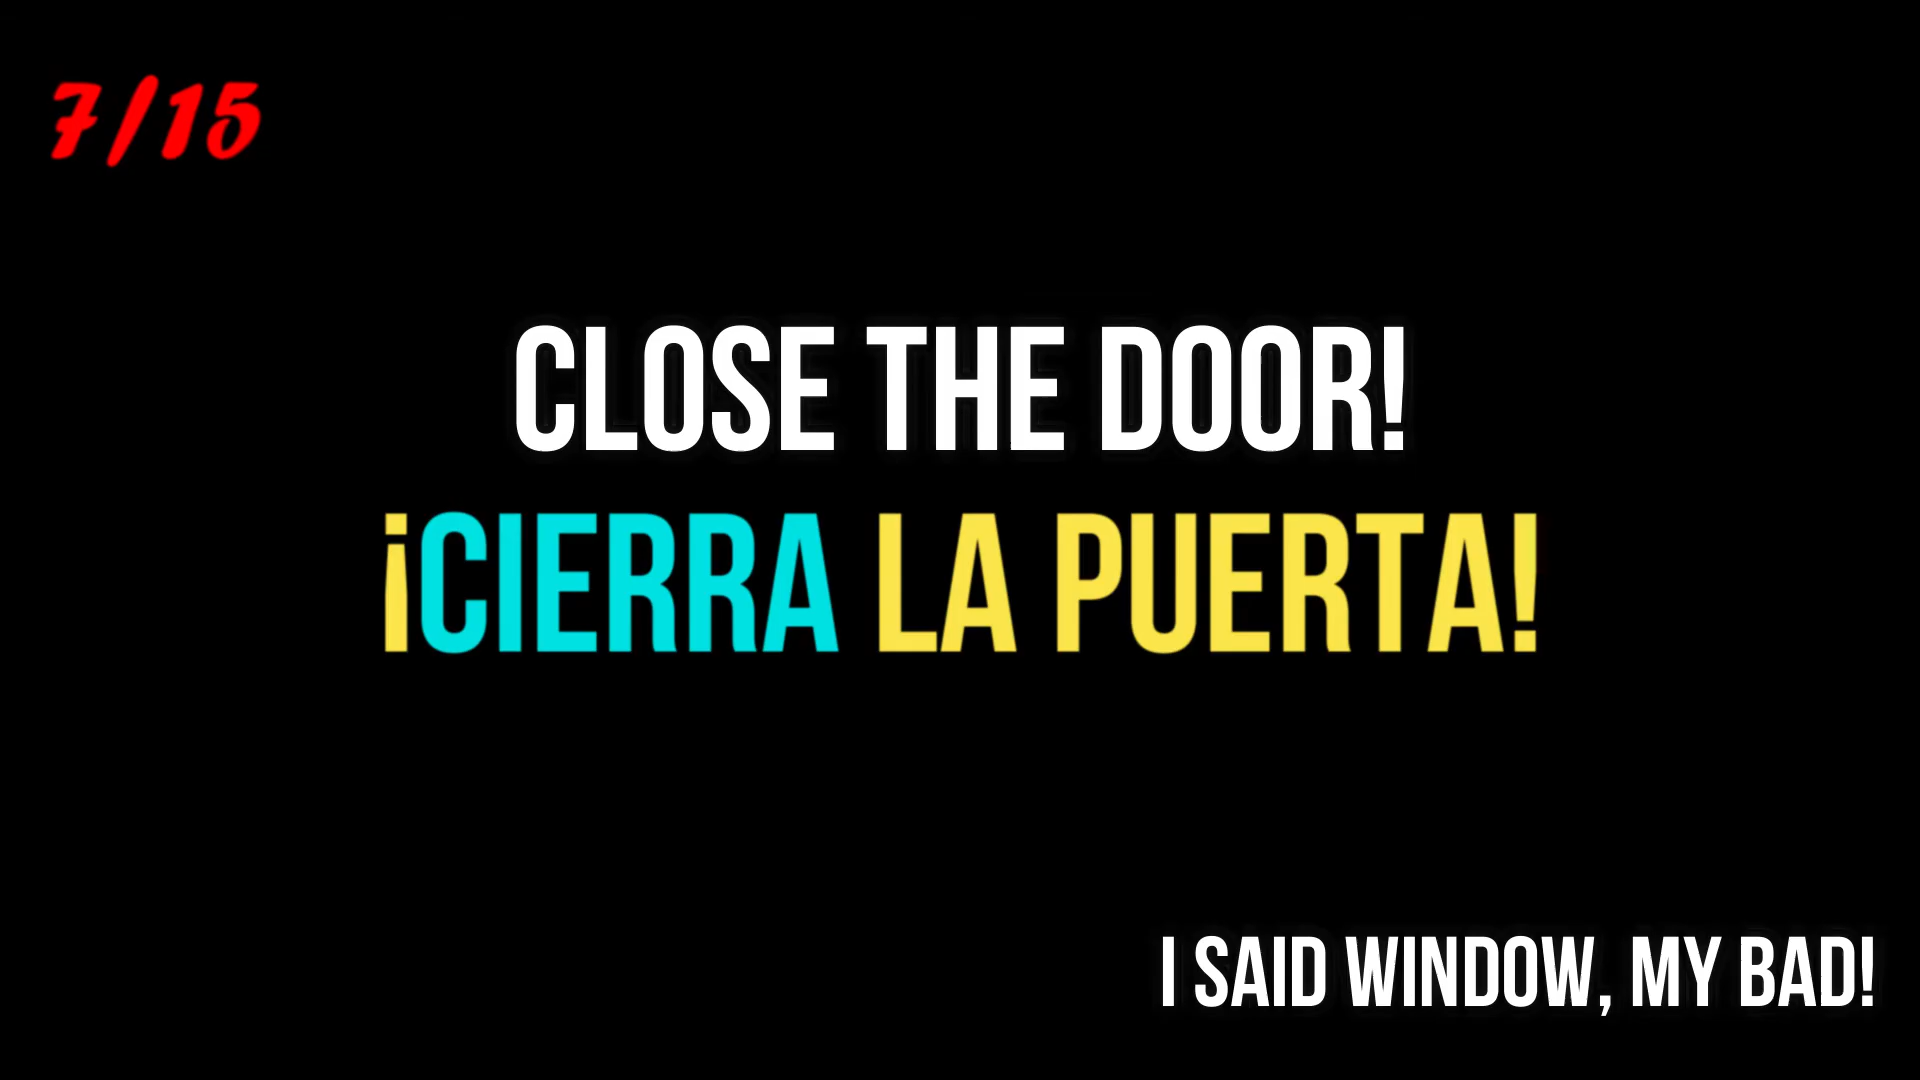 7/15
CLOSE THE DOOR!
¡CIERRA LA PUERTA!
I SAID WINDOW, MY BAD!